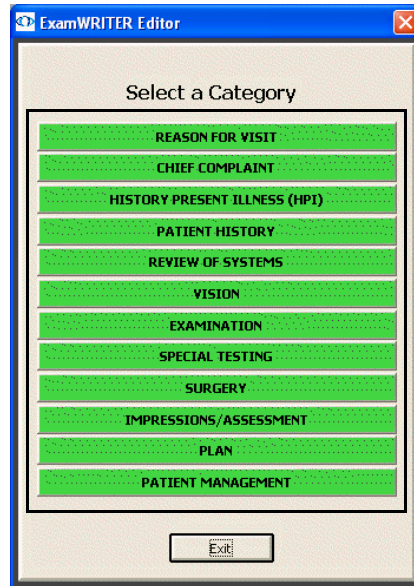 ExamWRITER Editor
Select a Category
REASON FOR VISIT
CHIEF COMPLAINT
HISTORY PRESENT ILLNESS (HPI)
PATIENT HISTORY
REVIEW OF SYSTEMS
VISION
EXAMINATION
SPECIAL TESTING
SURGERY
IMPRESSIONS/ASSESSMENT
PLAN
PATIENT MANAGEMENT
Exit